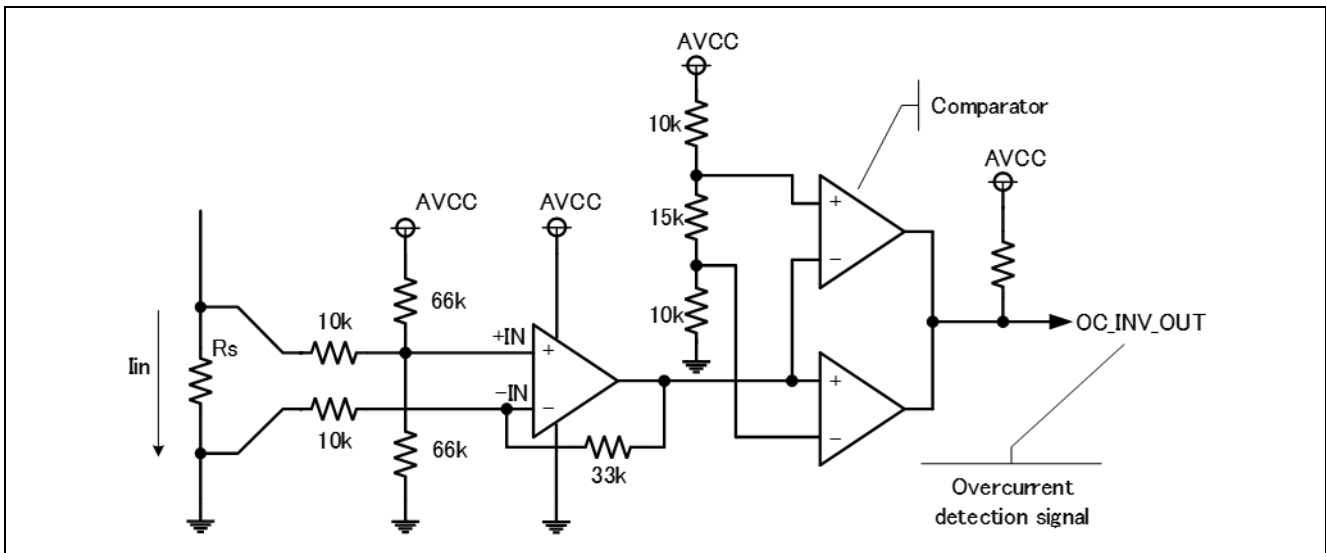 AVCC
10k
Comparator
AVCC
AVCC
AVCC
15k
66k
10k
10k
+IN
Rs
Iin
−IN
10k
66k
33k
OC_INV_OUT
Overcurrent
detection signal
+
−
+
−
+
−